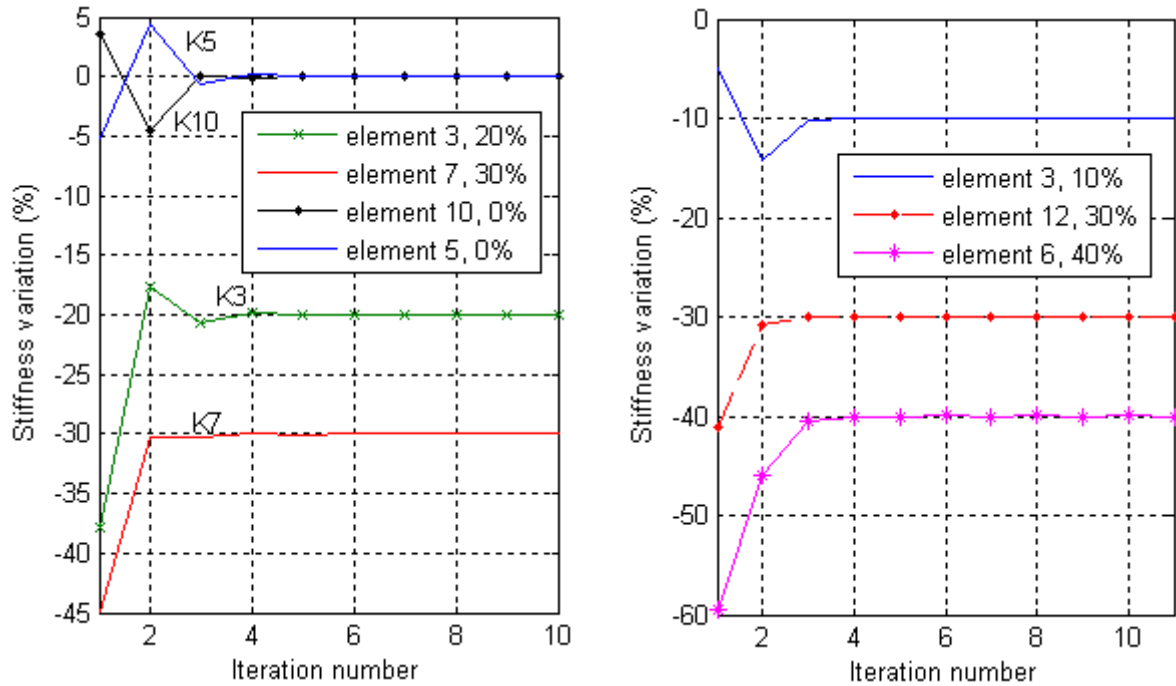 5
0
-5
-10
-15
-20
-25
-30
-35
-40
-45
Stiffness variation (%)
K5
K10
element 3, 20%
element 7, 30%
element 10, 0%
element 5, 0%
K3
K7
2
4
6
8
10
Iteration number
0
-10
-20
-30
-40
-50
-60
Stiffness variation (%)
element 3, 10%
element 12, 30%
element 6, 40%
2
4
6
8
10
Iteration number